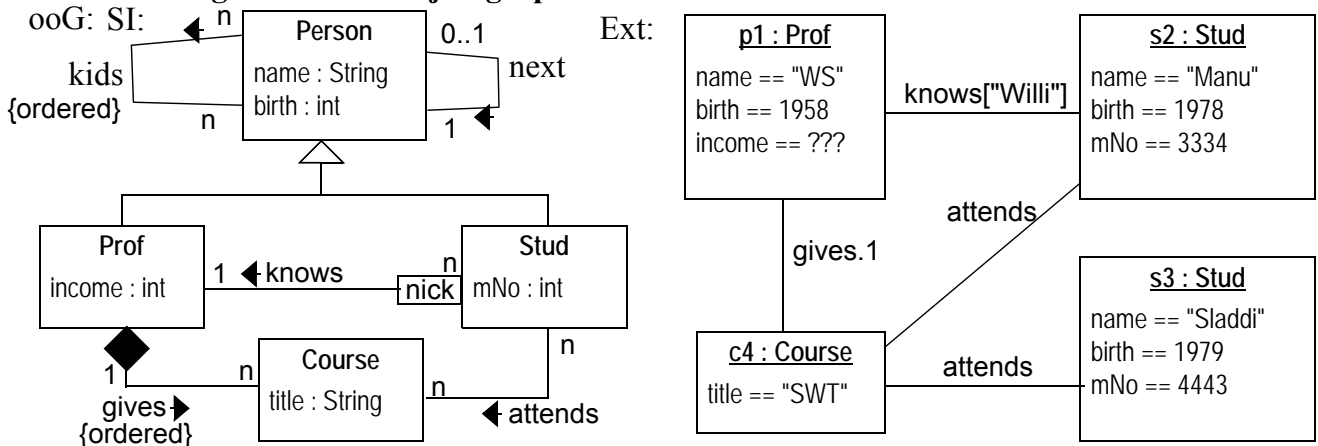 ooG: SI:
n
kids
{ordered}
n
Person
name : String
birth : int
0..1
next
1
Prof
income : int
1
knows
n
nick
Stud
mNo : int
1
gives
{ordered}
n
Course
title : String
n
n
attends
Ext:
p1 : Prof
name == "WS"
birth == 1958
income == ???
knows["Willi"]
s2 : Stud
name == "Manu"
birth == 1978
mNo == 3334
attends
gives.1
c4 : Course
title == "SWT"
attends
s3 : Stud
name == "Sladdi"
birth == 1979
mNo == 4443